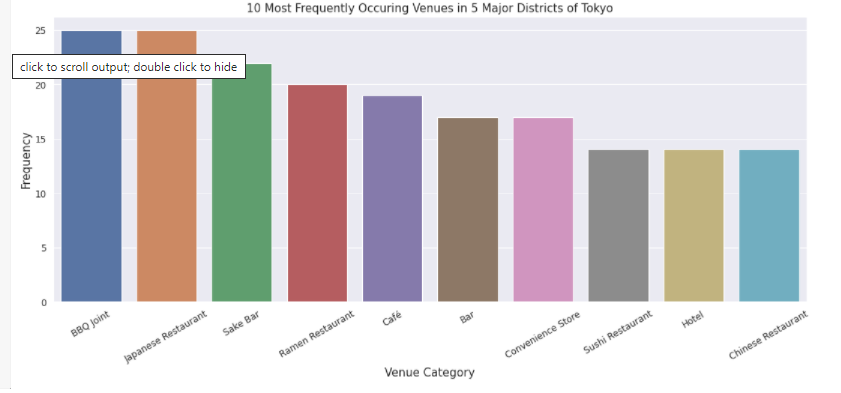 10 Most Frequently Occuring Venues in 5 Major Districts of Tokyo
25
click to scroll output; double click to hide
20
15
10
5
0
Frequency
BBQ Joint
Japanese Restaurant
Sake Bar
Ramen Restaurant
Café
Bar
Convenience Store
Sushi Restaurant
Hotel
Chinese Restaurant
Venue Category